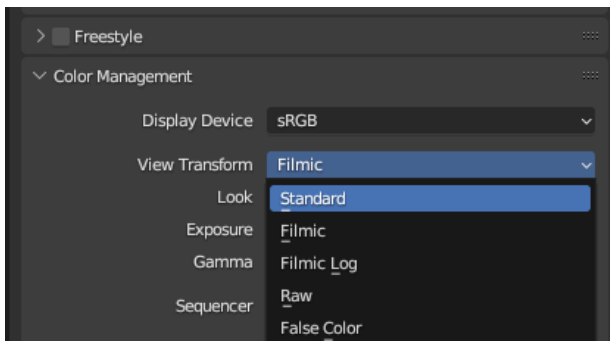 Freestyle
Color Management
Display Device sRGB
View Transform Filmic
Look Standard
Exposure Filmic
Gamma Filmic Log
Sequencer Raw
False Color